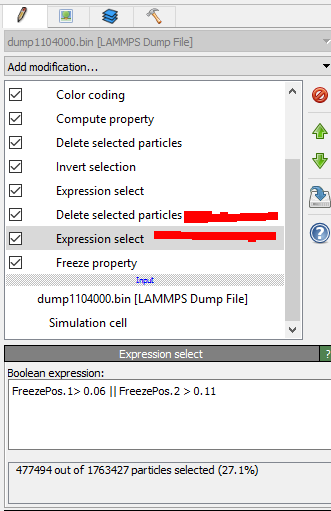 dump1104000.bin [LAMMPS Dump File]
Add modification...
Color coding
Compute property
Delete selected particles
Invert selection
Expression select
Delete selected particles
Expression select
Freeze property
Input
dump1104000.bin [LAMMPS Dump File]
Simulation cell
Expression select ?
Boolean expression:
FreezePos.1> 0.06 || FreezePos.2 > 0.11
477494 out of 1763427 particles selected (27.1%)